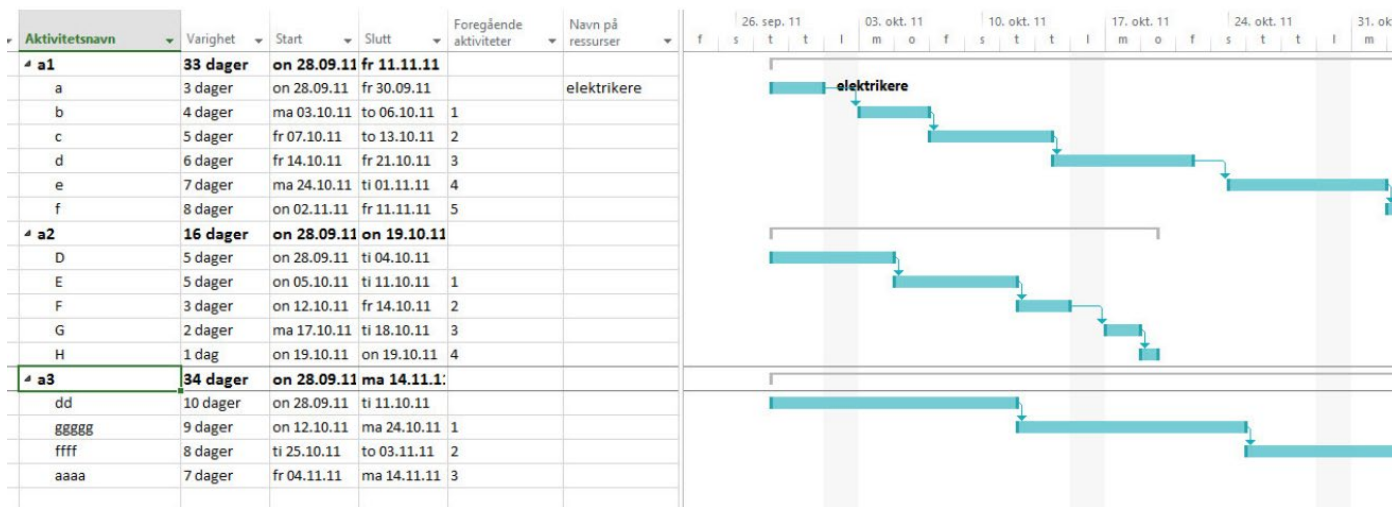 Foregående Navn på
Aktivitetsnavn Varighet Start Slutt aktiviteter ressurser
26. sep. 11 03. okt. 11 10. okt. 11 17. okt. 11 24. okt. 11 31. o
f s t t l m o f s t t l m o f s t t l m
a1 33 dager on 28.09.11 fr 11.11.11
a 3 dager on 28.09.11 fr 30.09.11 elektrikere elektrikere
b 4 dager ma 03.10.11 to 06.10.11 1
c 5 dager fr 07.10.11 to 13.10.11 2
d 6 dager fr 14.10.11 fr 21.10.11 3
e 7 dager ma 24.10.11 ti 01.11.11 4
f 8 dager on 02.11.11 fr 11.11.11 5
a2 16 dager on 28.09.11 on 19.10.11
D 5 dager on 28.09.11 ti 04.10.11
E 5 dager on 05.10.11 ti 11.10.11 1
F 3 dager on 12.10.11 fr 14.10.11 2
G 2 dager ma 17.10.11 ti 18.10.11 3
H 1 dag on 19.10.11 on 19.10.11 4
a3 34 dager on 28.09.11 ma 14.11.1
dd 10 dager on 28.09.11 ti 11.10.11
ggggg 9 dager on 12.10.11 ma 24.10.11 1
ffff 8 dager ti 25.10.11 to 03.11.11 2
aaaa 7 dager fr 04.11.11 ma 14.11.11 3